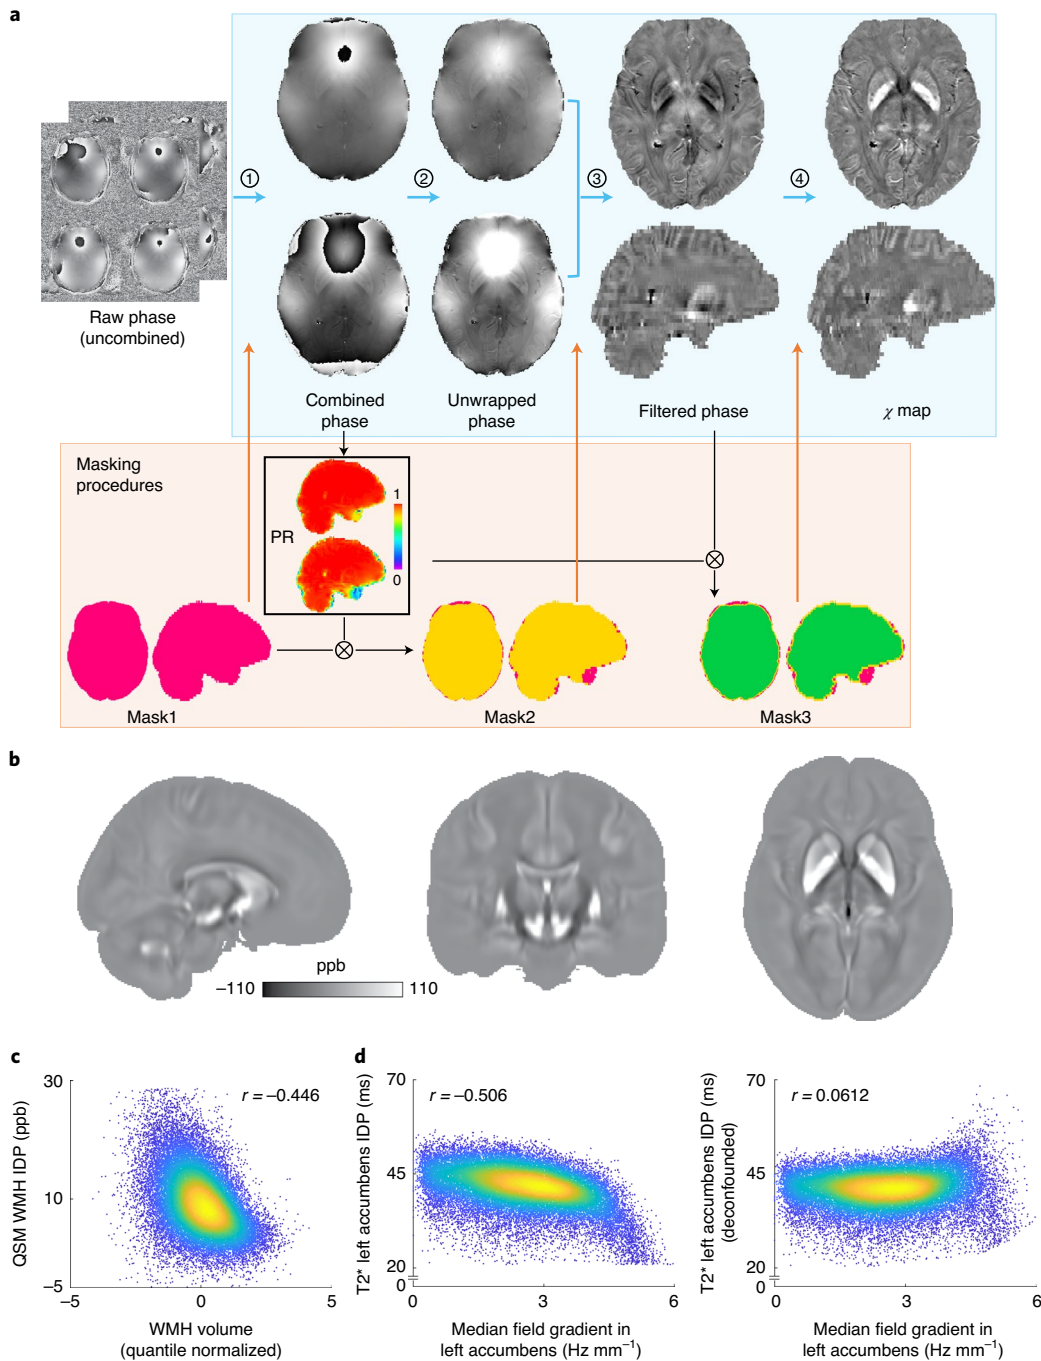 a
① ② ③ ④
Raw phase
(uncombined)
Combined
phase
Unwrapped
phase
Filtered phase
χ map
Masking
procedures
PR
1
0
Mask1
Mask2
Mask3
b
ppb
−110
110
c
30
10
−5
r = −0.446
QSM WMH IDP (ppb)
−5
0
5
WMH volume
(quantile normalized)
d
70
45
20
0
r = −0.506
T2* left accumbens IDP (ms)
0
3
6
Median field gradient in
left accumbens (Hz mm−1)
70
45
20
0
r = 0.0612
T2* left accumbens IDP (ms)
(deconfounded)
0
3
6
Median field gradient in
left accumbens (Hz mm−1)